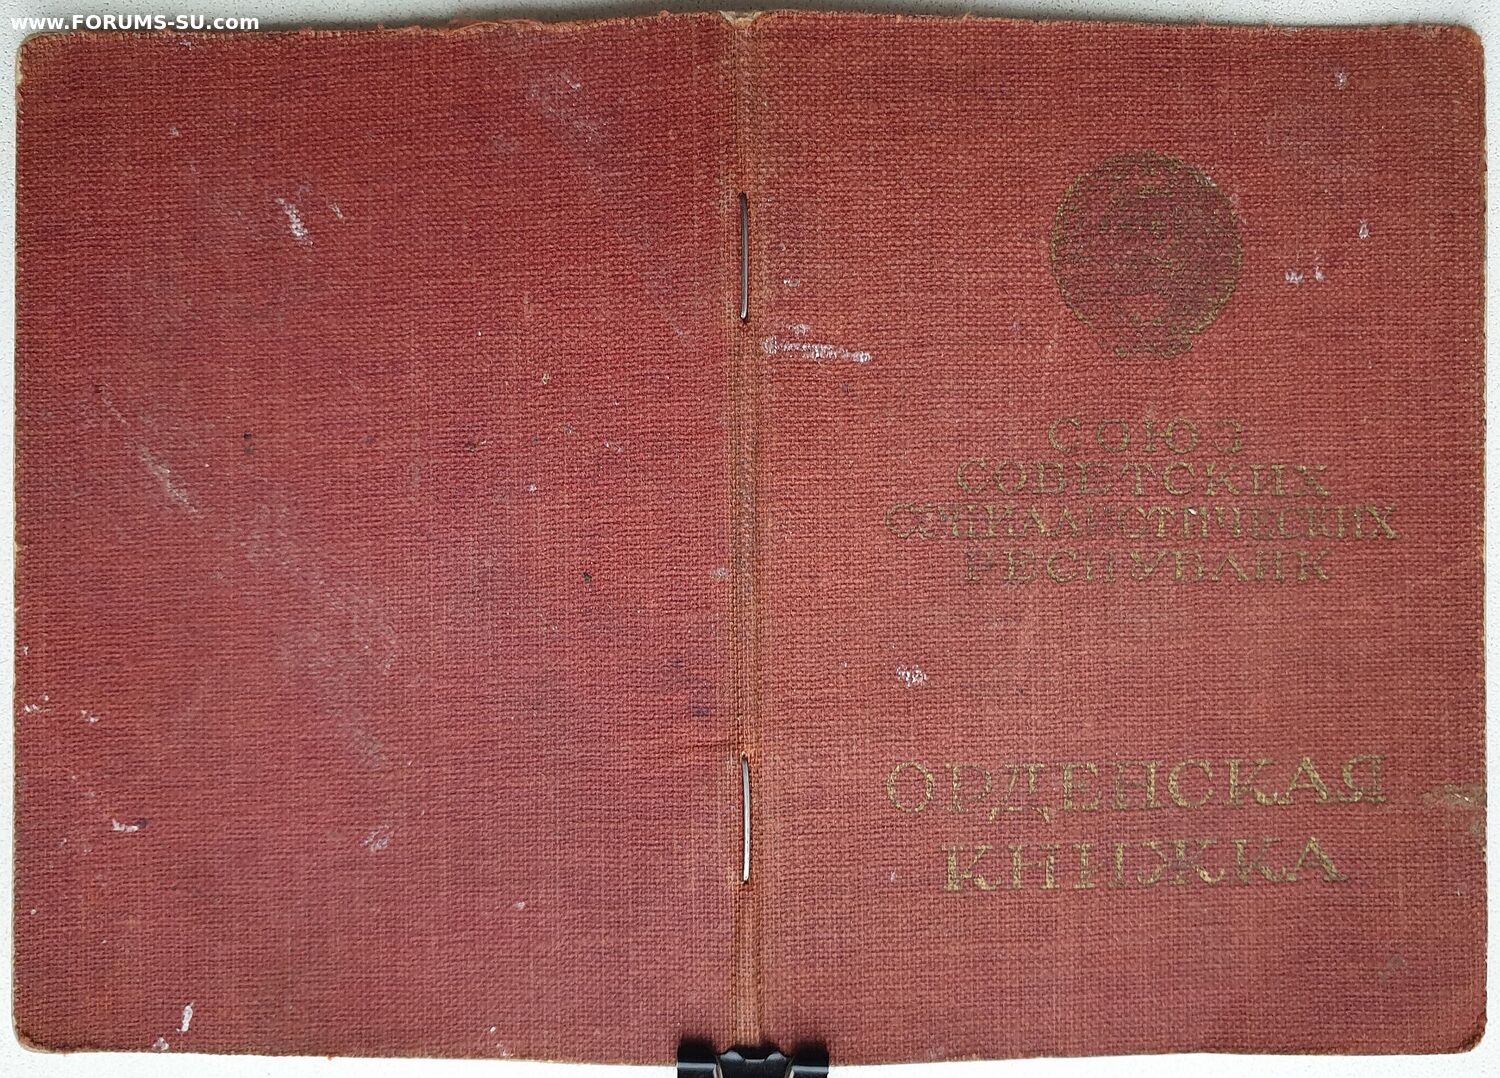 www.FORUMS-SU.com
СОЮЗ
СОВЕТСКИХ
СОЦИАЛИСТИЧЕСКИХ
РЕСПУБЛИК
ОРДЕНСКАЯ
КНИЖКА